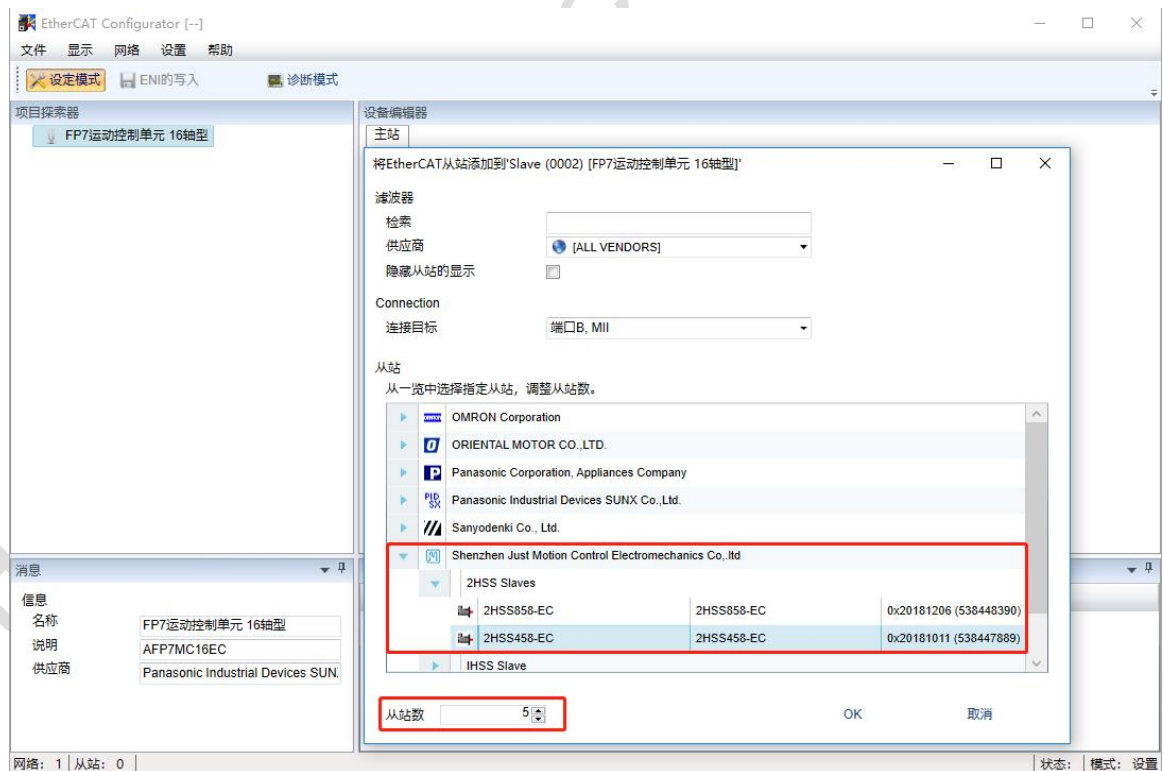 EtherCAT Configurator [--]
文件 显示 网络 设置 帮助
设定模式 ENI的写入 诊断模式
项目探索器
FP7运动控制单元 16轴型
设备编辑器
主站
将EtherCAT从站添加到'Slave (0002) [FP7运动控制单元 16轴型]'
滤波器
检索
供应商 [ALL VENDORS]
隐藏从站的显示
Connection
连接目标 端口B, MII
从站
从一览中选择指定从站，调整从站数。
OMRON Corporation
ORIENTAL MOTOR CO.,LTD.
Panasonic Corporation, Appliances Company
Panasonic Industrial Devices SUNX Co.,Ltd.
Sanyodenki Co., Ltd.
Shenzhen Just Motion Control Electromechanics Co,.ltd
2HSS Slaves
2HSS858-EC 2HSS858-EC 0x20181206 (538448390)
2HSS458-EC 2HSS458-EC 0x20181011 (538447889)
IHSS Slave
从站数 5
OK 取消
消息
信息
名称 FP7运动控制单元 16轴型
说明 AFP7MC16EC
供应商 Panasonic Industrial Devices SUN
网络: 1 从站: 0 状态: 模式: 设置